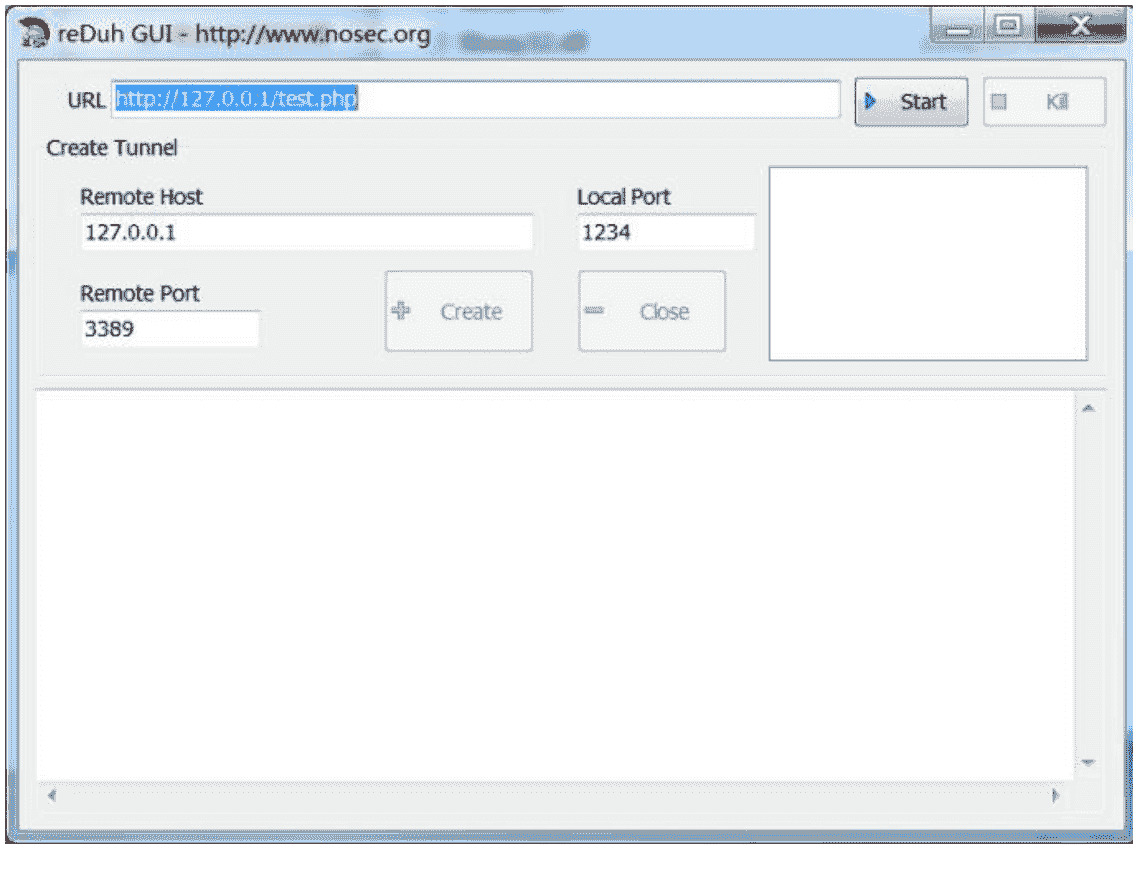 reDuh GUI - http://www.nosec.org
URL http://127.0.0.1/test.php Start Kill
Create Tunnel
Remote Host Local Port
127.0.0.1 1234
Remote Port
3389 Create Close